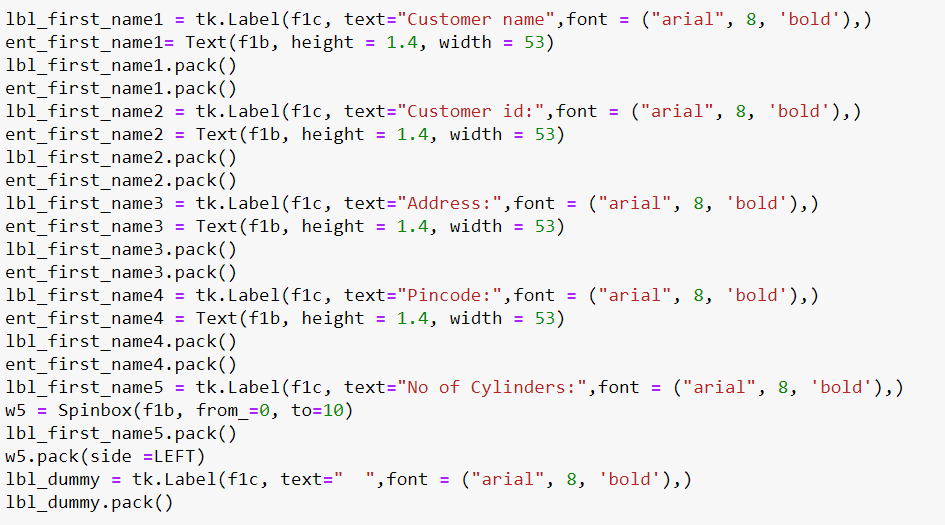 lbl_first_name1 = tk.Label(f1c, text="Customer name",font = ("arial", 8, 'bold'),)
ent_first_name1= Text(f1b, height = 1.4, width = 53)
lbl_first_name1.pack()
ent_first_name1.pack()
lbl_first_name2 = tk.Label(f1c, text="Customer id:",font = ("arial", 8, 'bold'),)
ent_first_name2 = Text(f1b, height = 1.4, width = 53)
lbl_first_name2.pack()
ent_first_name2.pack()
lbl_first_name3 = tk.Label(f1c, text="Address:",font = ("arial", 8, 'bold'),)
ent_first_name3 = Text(f1b, height = 1.4, width = 53)
lbl_first_name3.pack()
ent_first_name3.pack()
lbl_first_name4 = tk.Label(f1c, text="Pincode:",font = ("arial", 8, 'bold'),)
ent_first_name4 = Text(f1b, height = 1.4, width = 53)
lbl_first_name4.pack()
ent_first_name4.pack()
lbl_first_name5 = tk.Label(f1c, text="No of Cylinders:",font = ("arial", 8, 'bold'),)
w5 = Spinbox(f1b, from_=0, to=10)
lbl_first_name5.pack()
w5.pack(side =LEFT)
lbl_dummy = tk.Label(f1c, text="  ",font = ("arial", 8, 'bold'),)
lbl_dummy.pack()